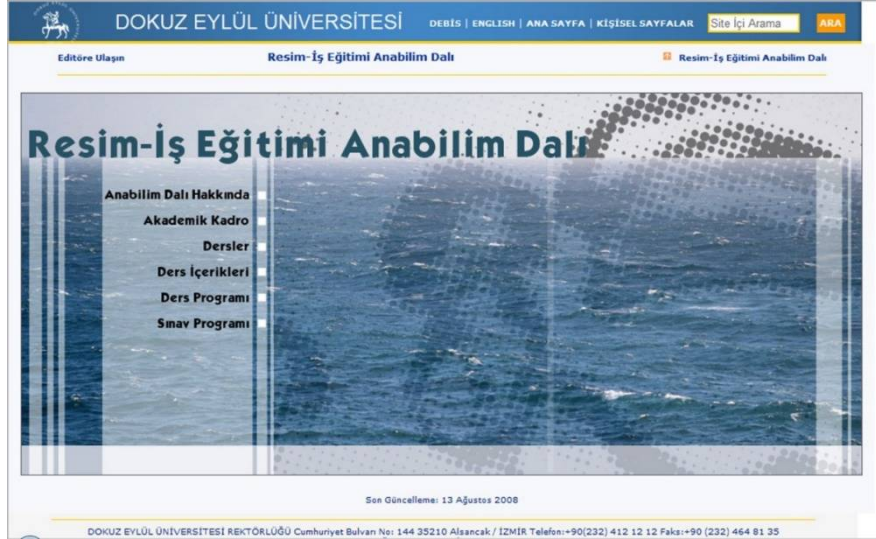 DOKUZ EYLÜL ÜNİVERSİTESİ DEBİS | ENGLISH | ANA SAYFA | KİŞİSEL SAYFALAR Site İçi Arama ARA
Editöre Ulaşın Resim-İş Eğitimi Anabilim Dalı Resim-İş Eğitimi Anabilim Dalı
Resim-İş Eğitimi Anabilim Dalı
Anabilim Dalı Hakkında
Akademik Kadro
Dersler
Ders İçerikleri
Ders Programı
Sınav Programı
Son Güncelleme: 13 Ağustos 2008
DOKUZ EYLÜL ÜNİVERSİTESİ REKTÖRLÜĞÜ Cumhuriyet Bulvarı No: 144 35210 Alsancak / İZMİR Telefon:+90(232) 412 12 12 Faks:+90 (232) 464 81 35